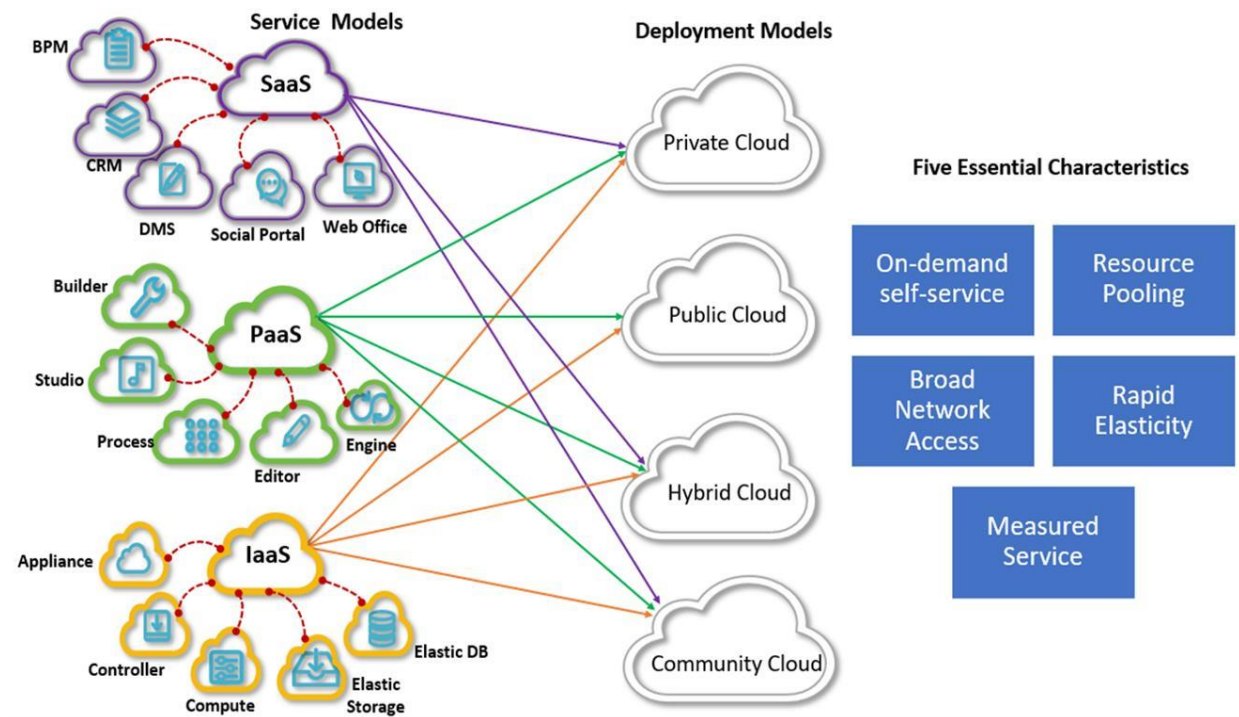 Service Models
BPM
SaaS
CRM
DMS
Social Portal
Web Office
Builder
PaaS
Studio
Process
Editor
Engine
IaaS
Appliance
Controller
Compute
Elastic
Storage
Elastic DB
Deployment Models
Private Cloud
Public Cloud
Hybrid Cloud
Community Cloud
Five Essential Characteristics
On-demand
self-service
Resource
Pooling
Broad
Network
Access
Rapid
Elasticity
Measured
Service